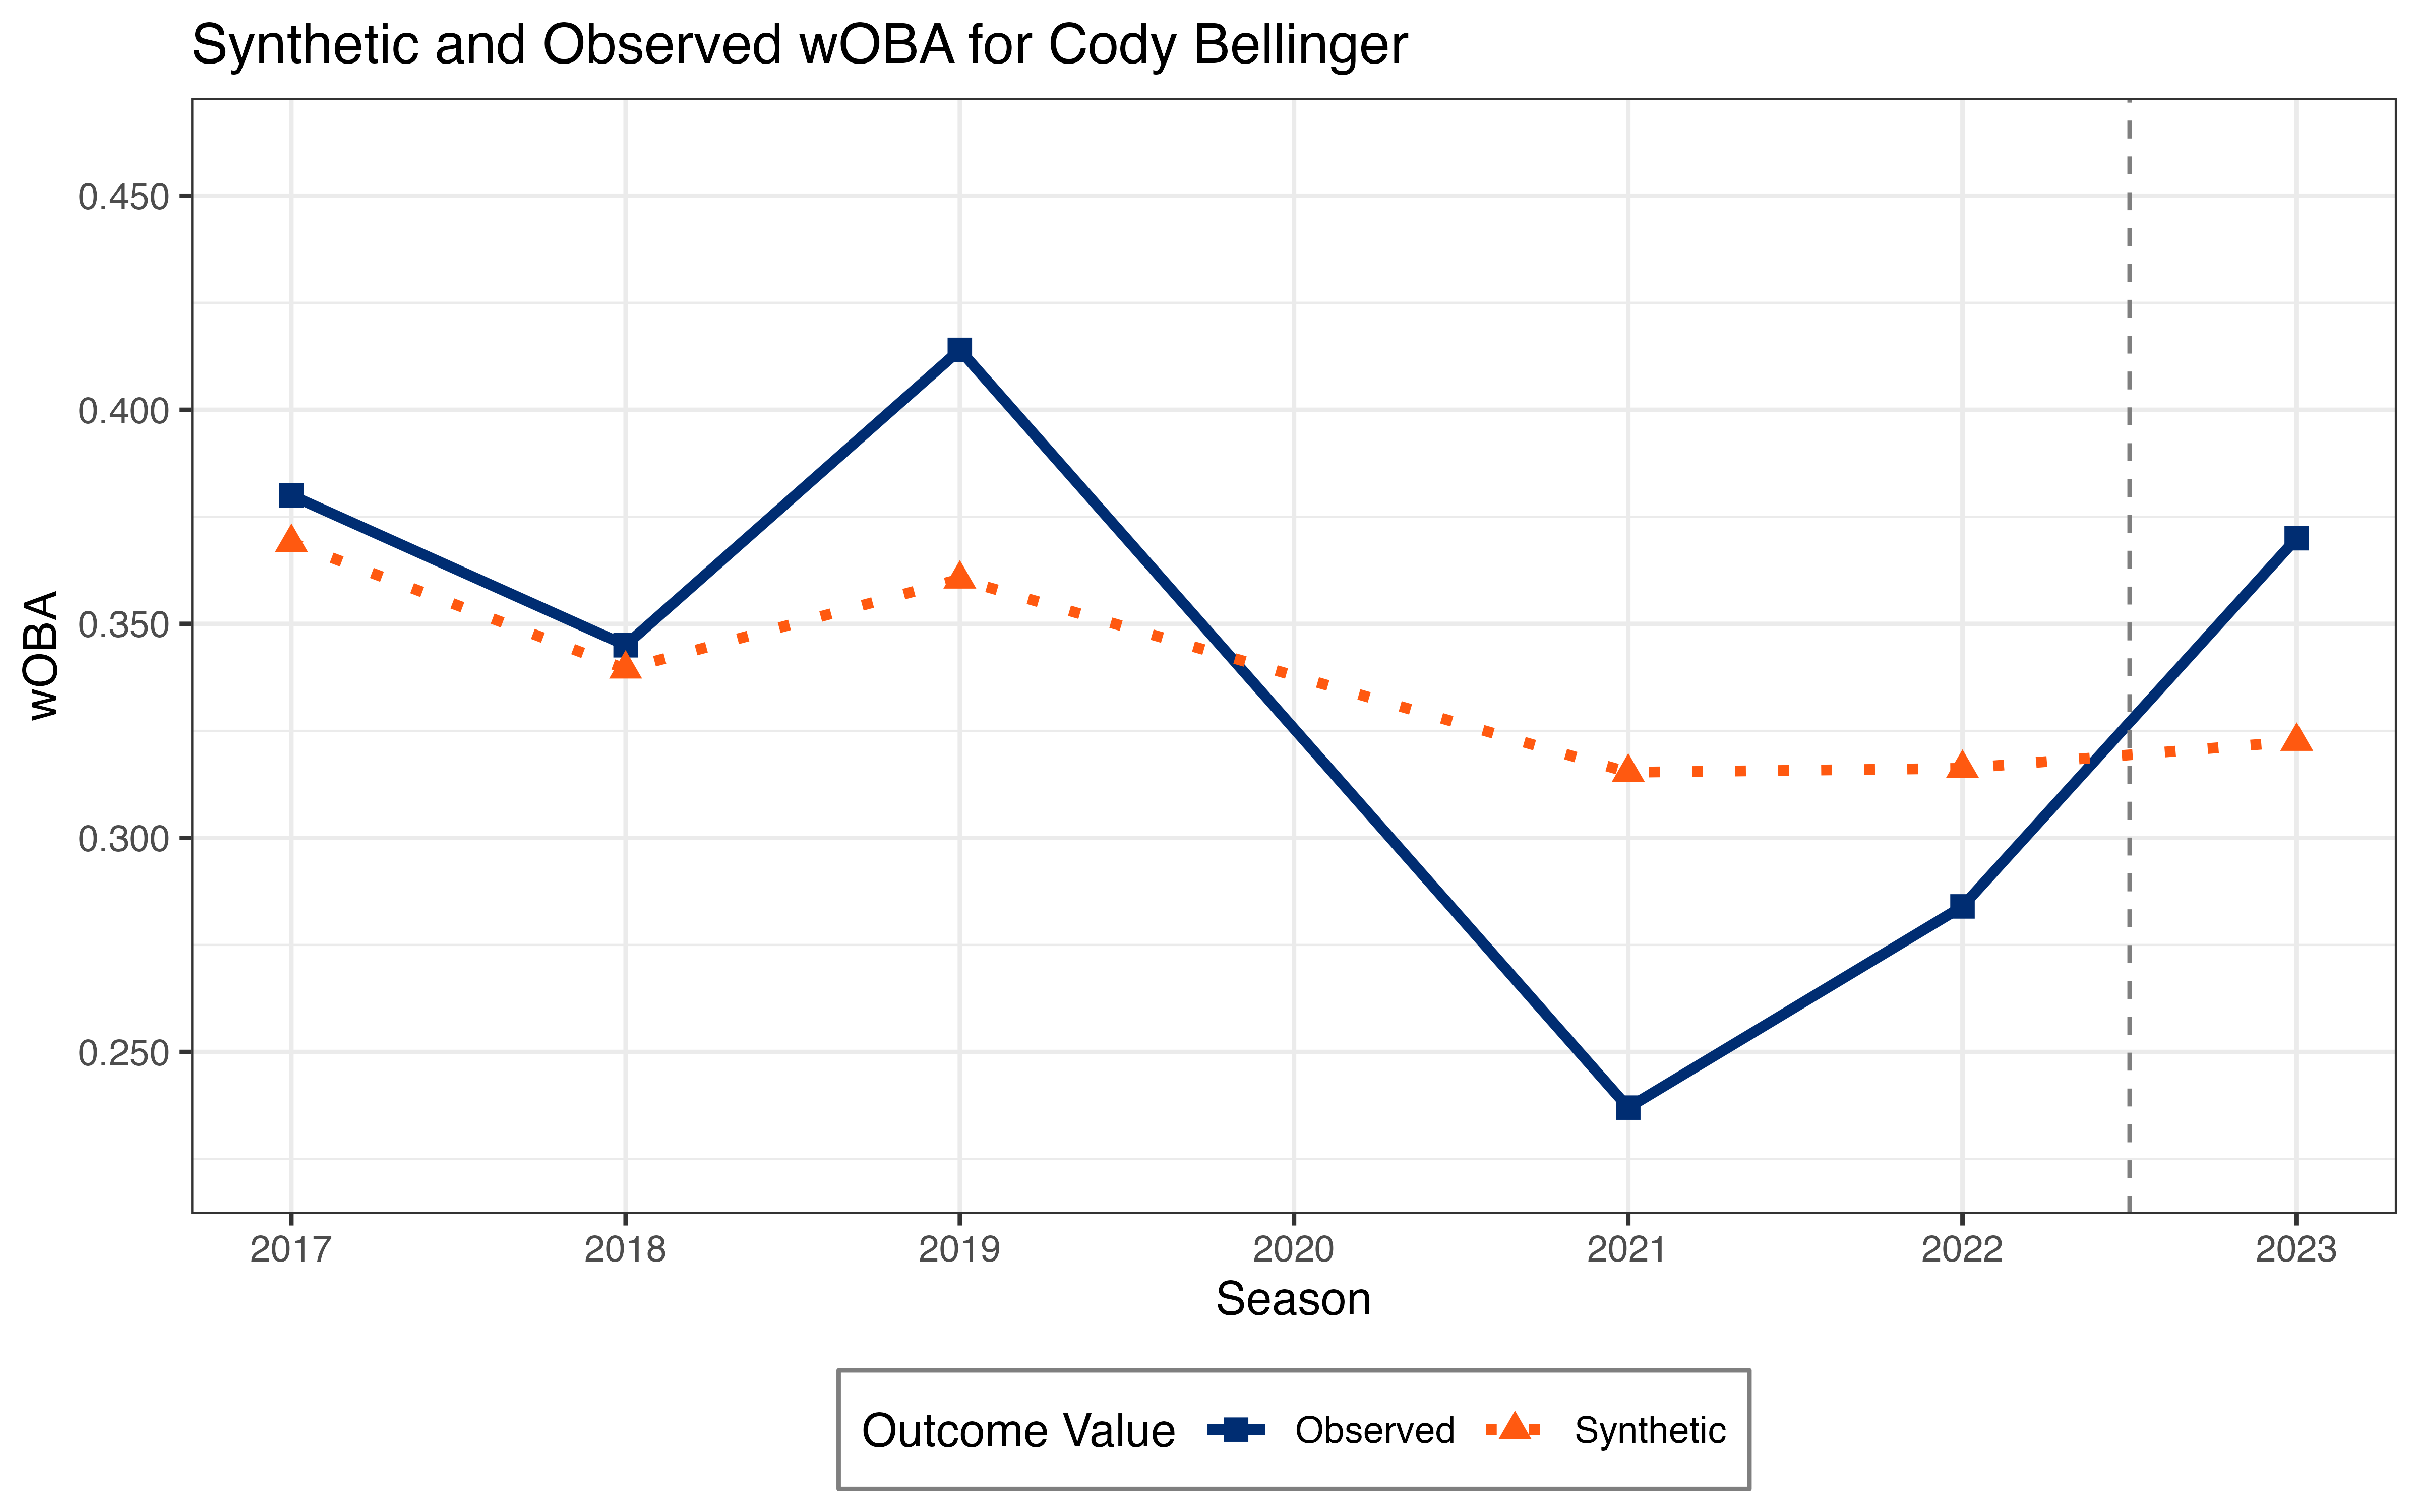 Synthetic and Observed wOBA for Cody Bellinger
wOBA
0.450
0.400
0.350
0.300
0.250
2017 2018 2019 2020 2021 2022 2023
Season
Outcome Value Observed Synthetic